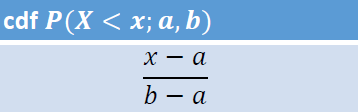 cdf P(X < x; a, b)
x − a
b − a